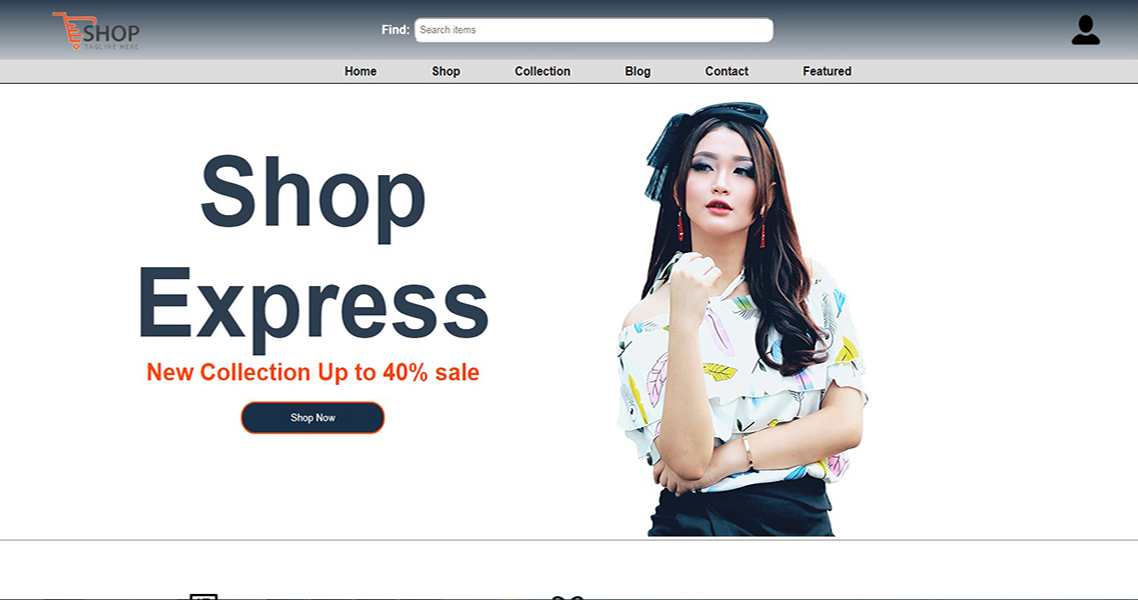 SHOP
TAGLINE HERE
Find: Search items
Home Shop Collection Blog Contact Featured
Shop
Express
New Collection Up to 40% sale
Shop Now